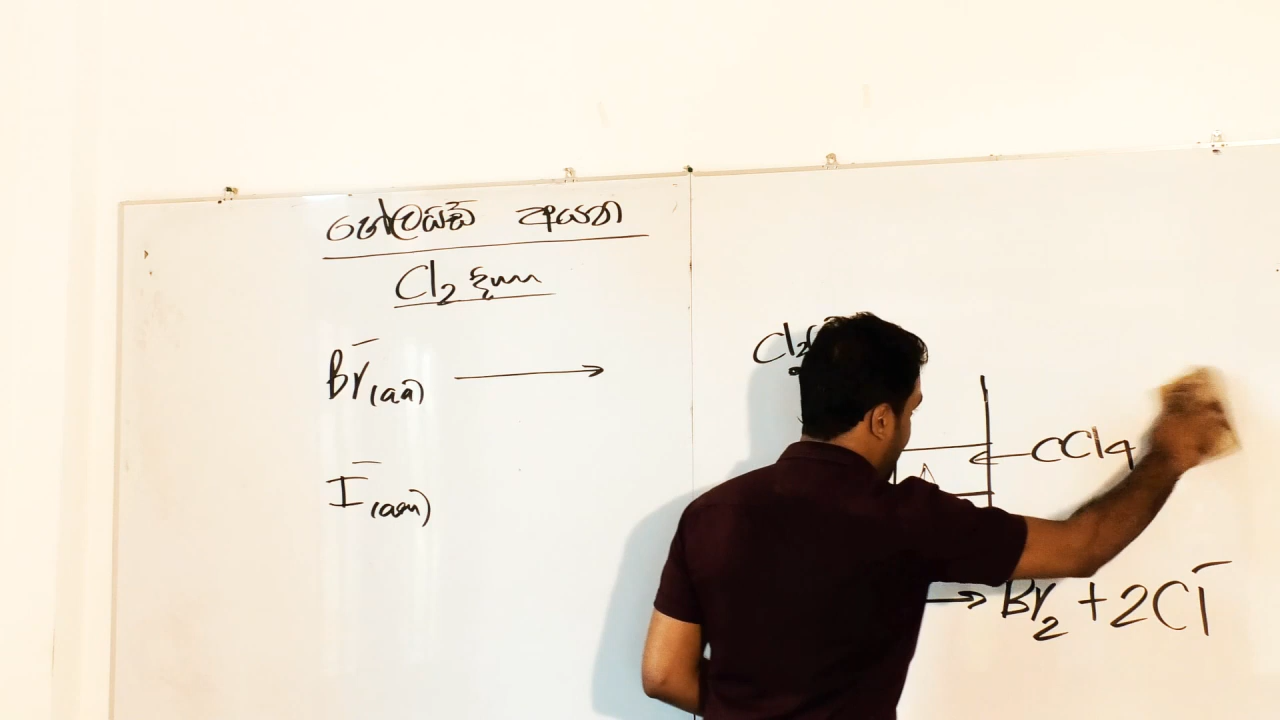 හේලයිඩ අයන
Cl₂ දියර
Br⁻(aq) ⟶
I⁻(aq)
Cl₂(
← CCl₄
→ Br₂ + 2Cl⁻